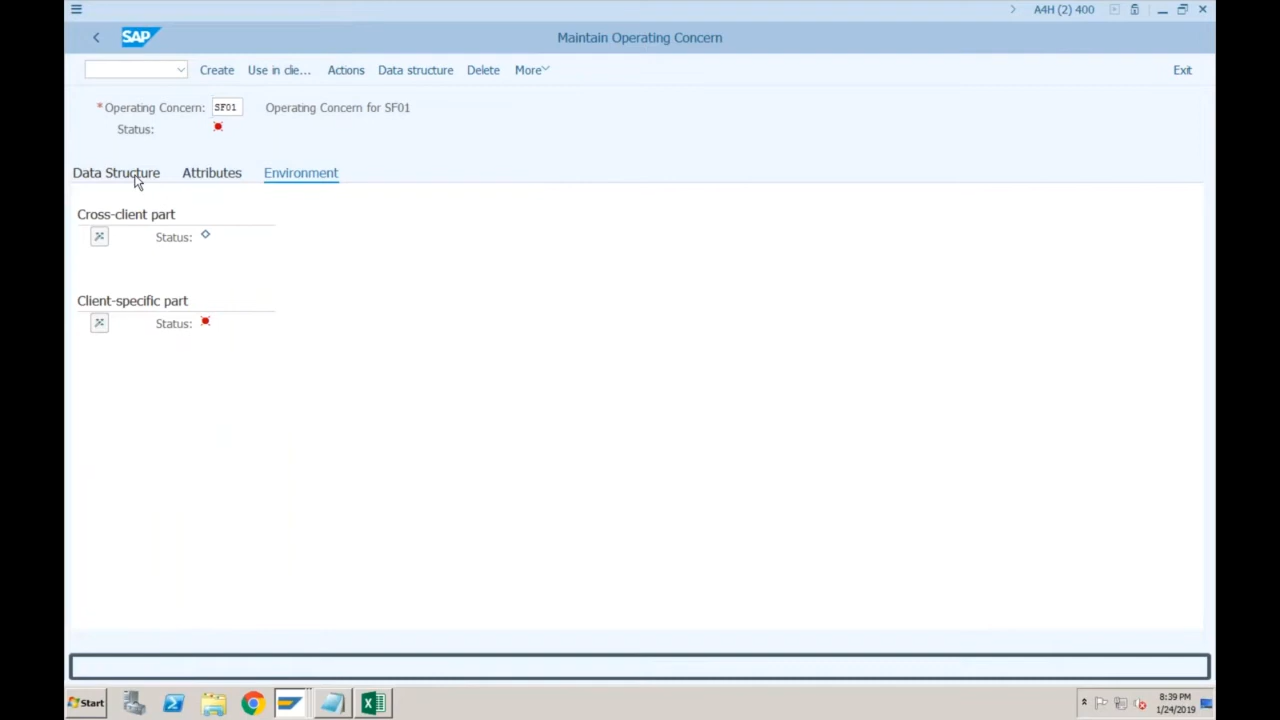 A4H (2) 400
SAP
Maintain Operating Concern
Create Use in clie... Actions Data structure Delete More Exit
*Operating Concern: SF01 Operating Concern for SF01
Status:
Data Structure Attributes Environment
Cross-client part
Status:
Client-specific part
Status:
Start
8:39 PM
1/24/2019